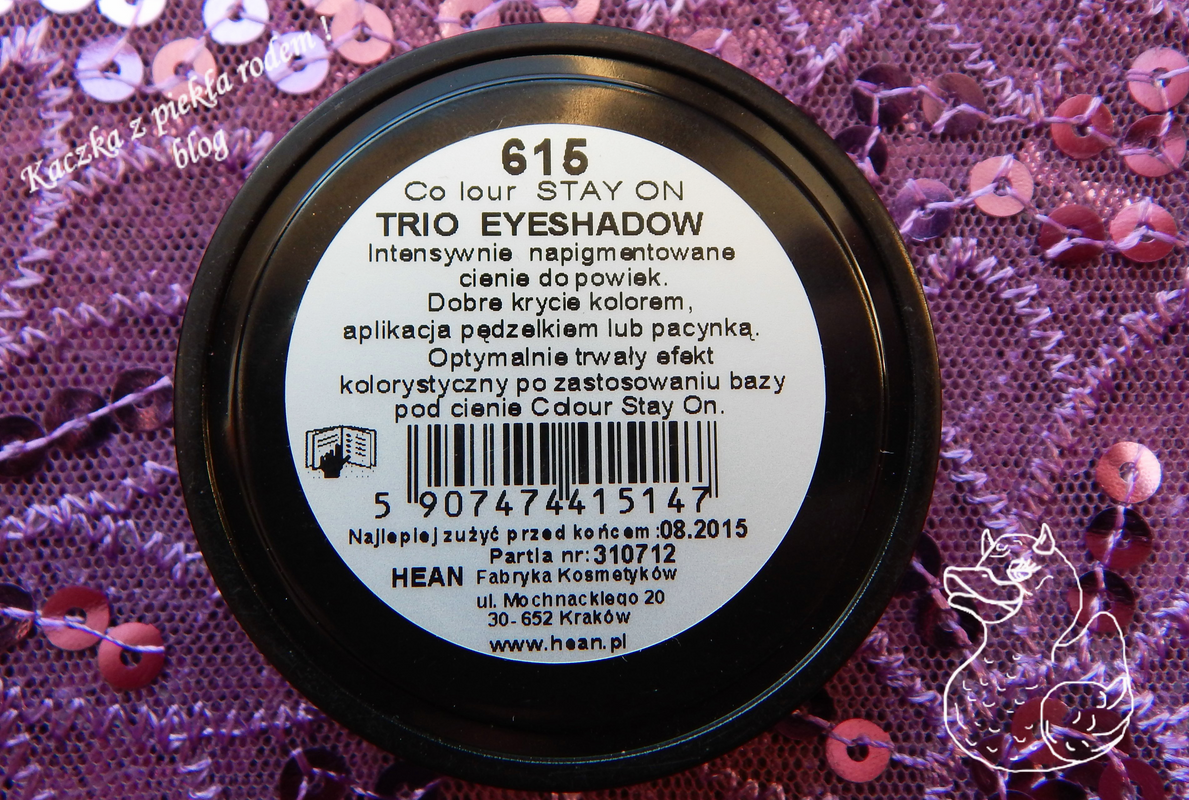 Kaczka z piekła rodem !
blog
615
Colour STAY ON
TRIO EYESHADOW
Intensywnie napigmentowane
cienie do powiek.
Dobre krycie kolorem,
aplikacja pędzelkiem lub pacynką.
Optymalnie trwały efekt
kolorystyczny po zastosowaniu bazy
pod cienie Colour Stay On.
5 907474 415147
Najlepiej zużyć przed końcem:08.2015
Partia nr:310712
HEAN Fabryka Kosmetyków
ul. Mochnackiego 20
30-652 Kraków
www.hean.pl